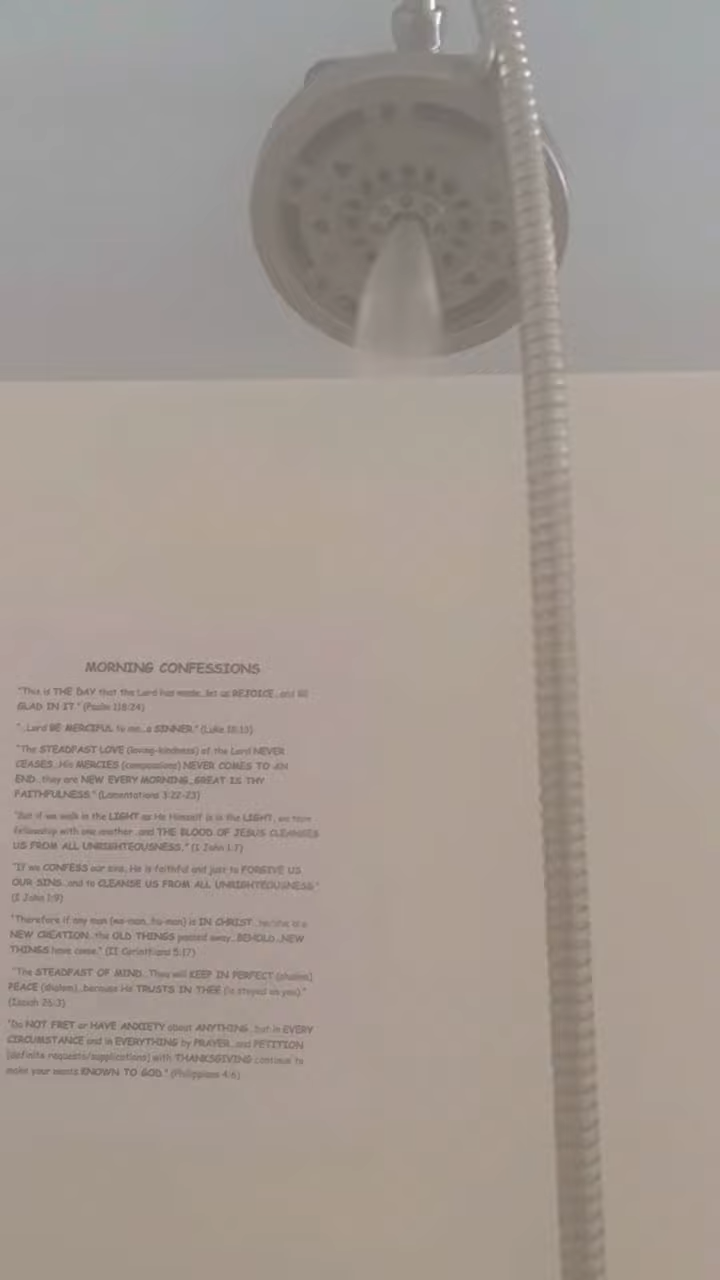 MORNING CONFESSIONS
"This is THE DAY that the Lord has made...let us REJOICE...and BE
GLAD IN IT." (Psalm 118:24)
"...Lord BE MERCIFUL to me...a SINNER." (Luke 18:13)
"The STEADFAST LOVE (loving-kindness) of the Lord NEVER
CEASES...His MERCIES (compassions) NEVER COMES TO AN
END...they are NEW EVERY MORNING...GREAT IS THY
FAITHFULNESS." (Lamentations 3:22-23)
"But if we walk in the LIGHT as He Himself is in the LIGHT, we have
fellowship with one another...and THE BLOOD OF JESUS CLEANSES
US FROM ALL UNRIGHTEOUSNESS." (I John 1:7)
"If we CONFESS our sins, He is faithful and just to FORGIVE US
OUR SINS...and to CLEANSE US FROM ALL UNRIGHTEOUSNESS."
(I John 1:9)
"Therefore if any man (wo-man...hu-man) is IN CHRIST...he/she is a
NEW CREATION...the OLD THINGS passed away...BEHOLD...NEW
THINGS have come." (II Corinthians 5:17)
"The STEADFAST OF MIND...Thou will KEEP IN PERFECT (shalom)
PEACE (shalom)...because He TRUSTS IN THEE (is stayed on you)."
(Isaiah 26:3)
"Do NOT FRET or HAVE ANXIETY about ANYTHING...but in EVERY
CIRCUMSTANCE and in EVERYTHING by PRAYER...and PETITION
(definite requests/supplications) with THANKSGIVING continue to
make your wants KNOWN TO GOD." (Philippians 4:6)